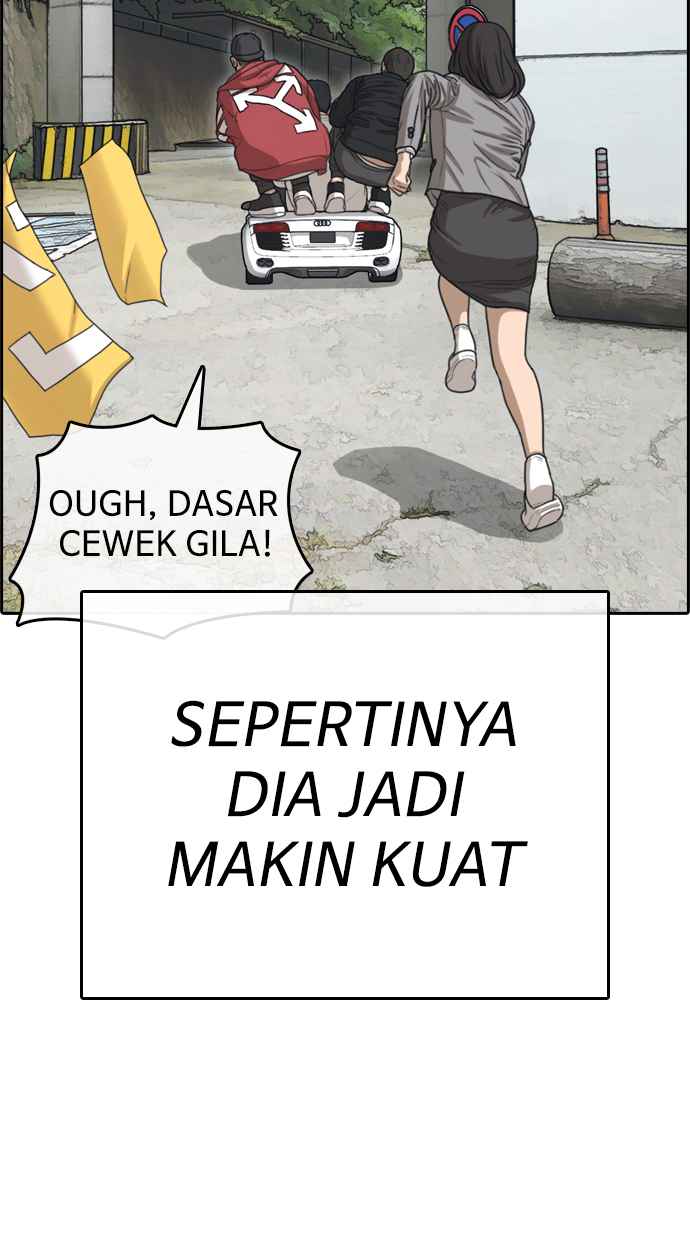 OUGH, DASAR
CEWEK GILA!
SEPERTINYA
DIA JADI
MAKIN KUAT